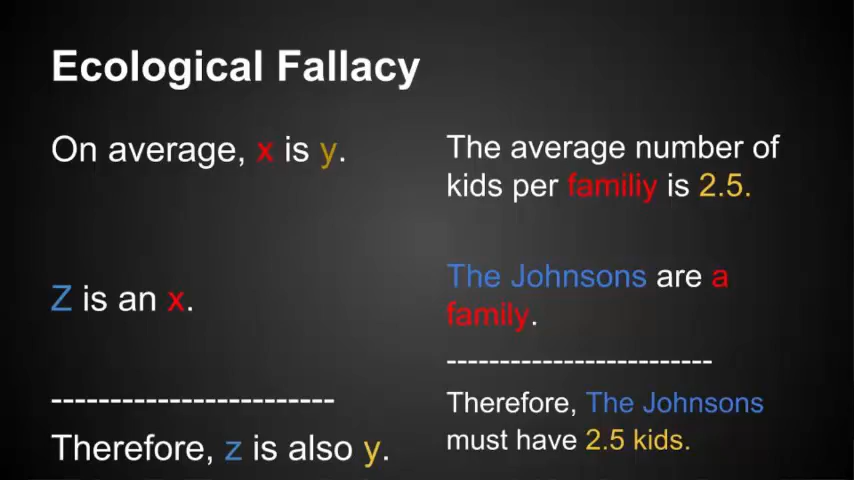 Ecological Fallacy
On average, x is y.
Z is an x.
------------------------
Therefore, z is also y.
The average number of
kids per familiy is 2.5.
The Johnsons are a
family.
-------------------------
Therefore, The Johnsons
must have 2.5 kids.